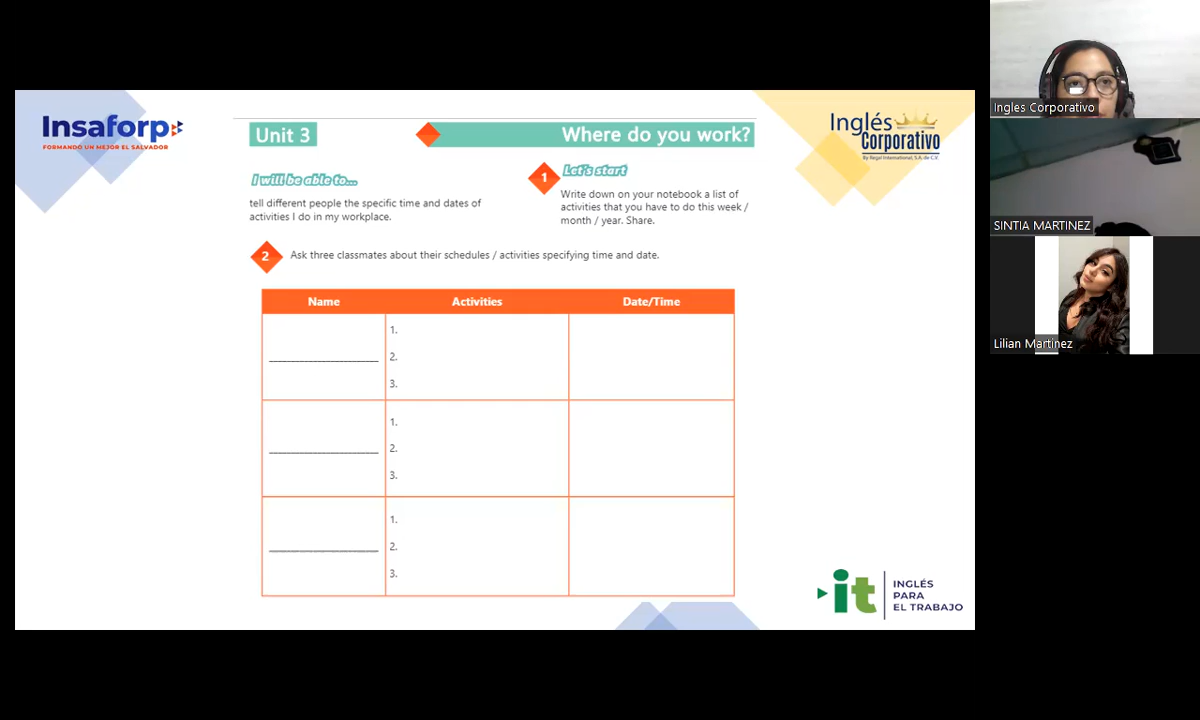 Insaforp
FORMANDO UN MEJOR EL SALVADOR
Unit 3
Where do you work?
Inglés
Corporativo
By Regal International, S.A. de C.V.
I will be able to...
tell different people the specific time and dates of
activities I do in my workplace.
1
Let's start
Write down on your notebook a list of
activities that you have to do this week /
month / year. Share.
2
Ask three classmates about their schedules / activities specifying time and date.
Name Activities Date/Time
1.
2.
3.
1.
2.
3.
1.
2.
3.
it
INGLÉS
PARA
EL TRABAJO
Ingles Corporativo
SINTIA MARTINEZ
Lilian Martinez